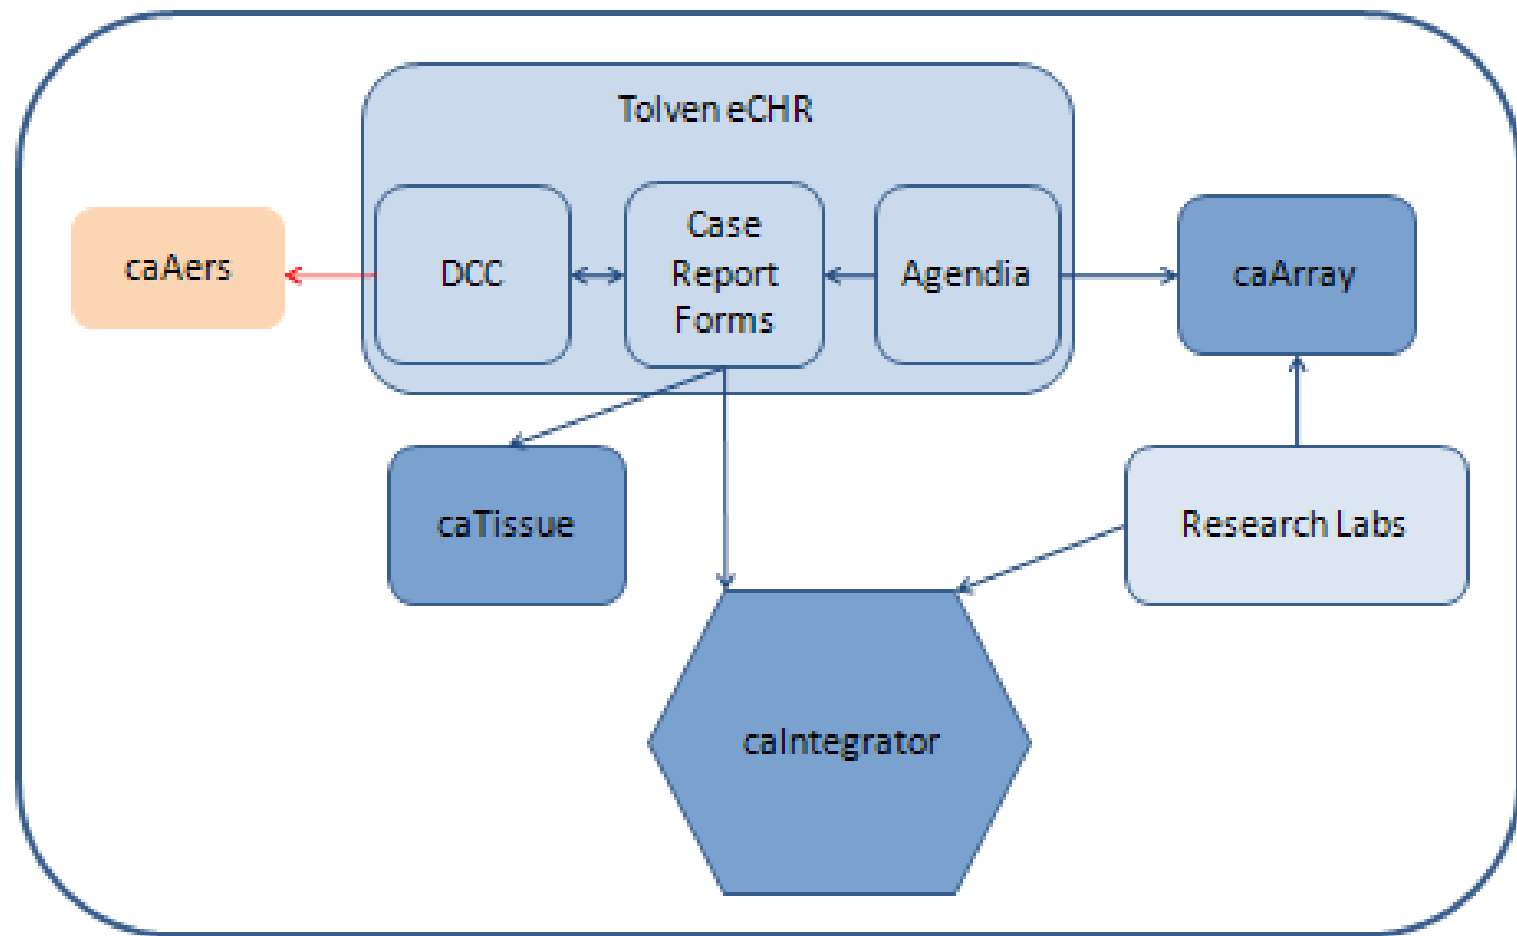 Tolven eCHR
caAers
DCC
Case
Report
Forms
Agendia
caArray
caTissue
Research Labs
caIntegrator